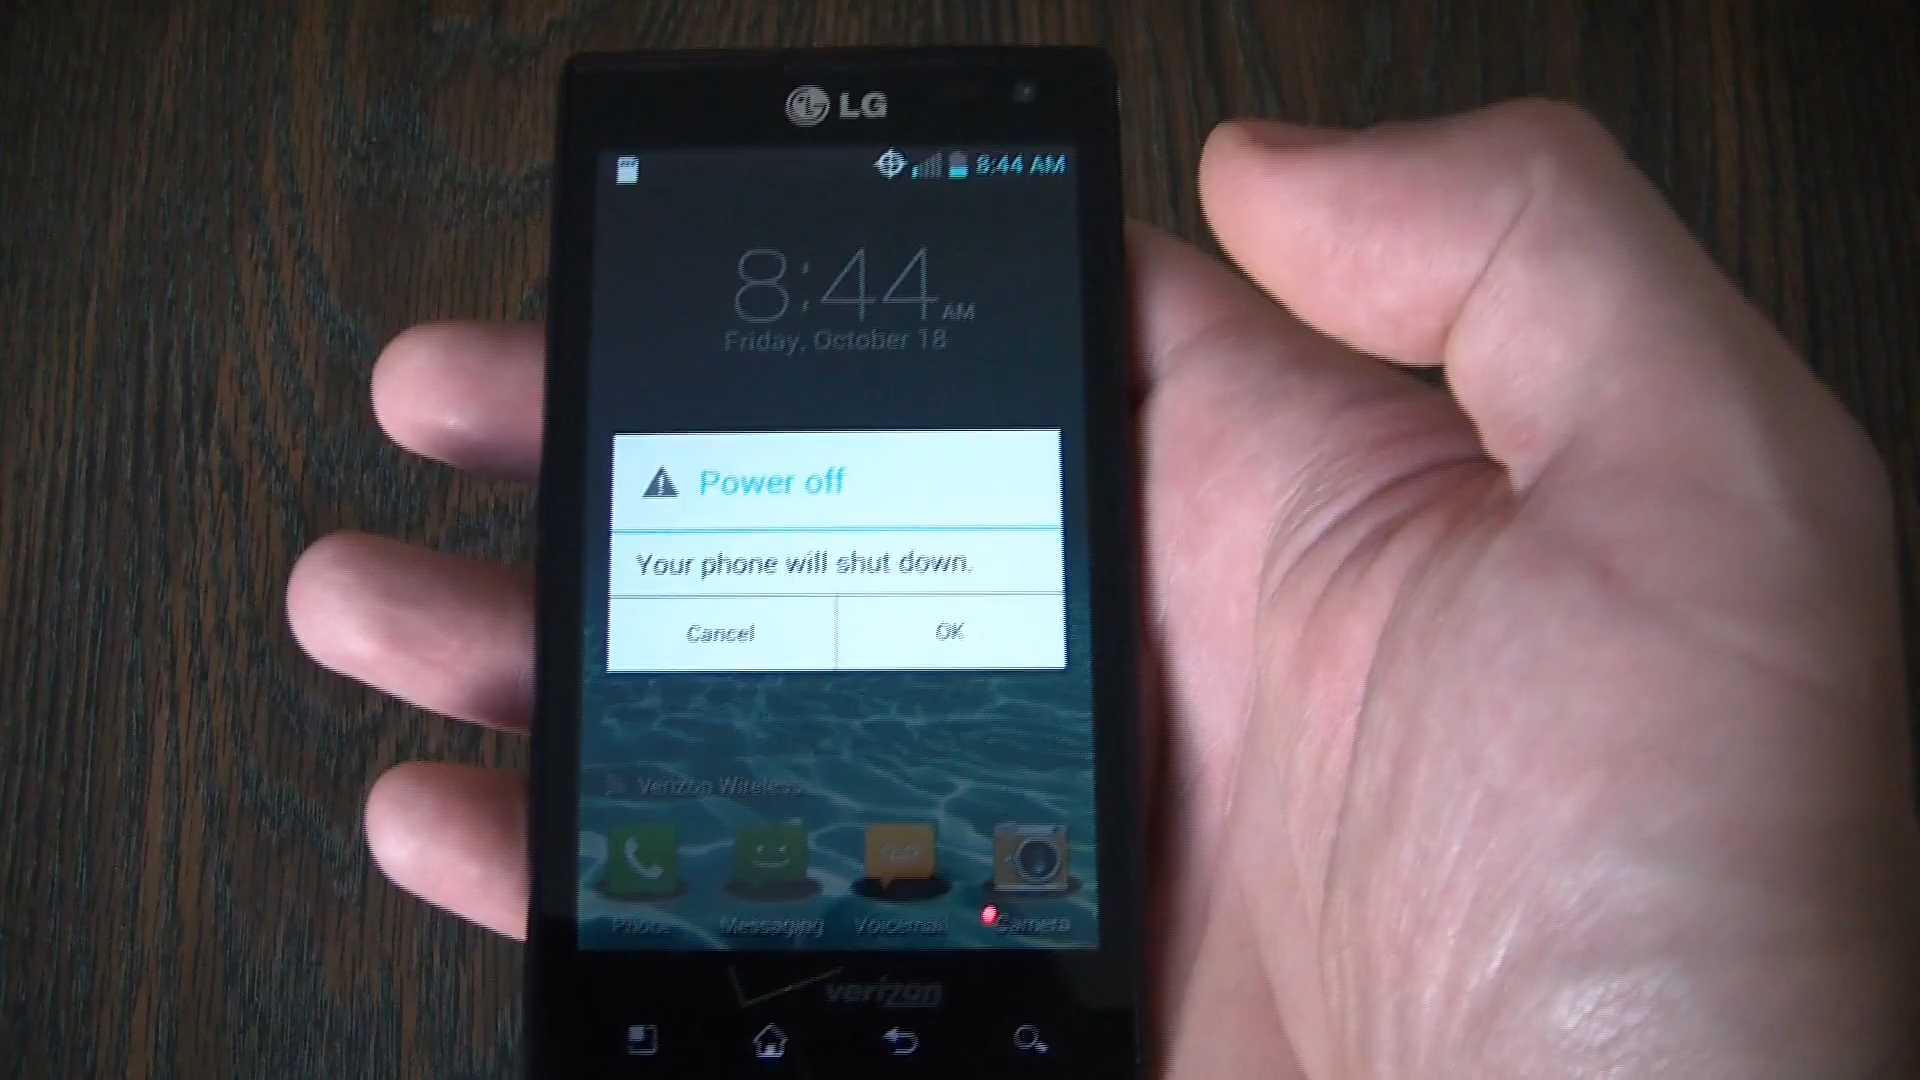 LG
8:44 AM
8:44 AM
Friday, October 18
Power off
Your phone will shut down.
Cancel
OK
Verizon Wireless
Phone
Messaging
Voicemail
Camera
verizon